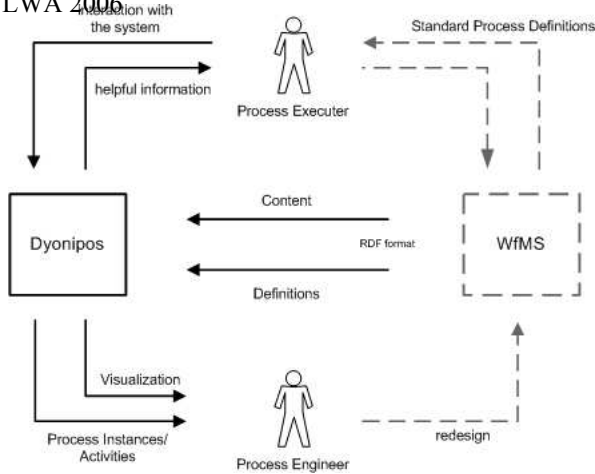 LWA 2006
interaction with
the system
Standard Process Definitions
helpful information
Process Executer
Content
Dyonipos
RDF format
WfMS
Definitions
Visualization
Process Instances/
Activities
redesign
Process Engineer